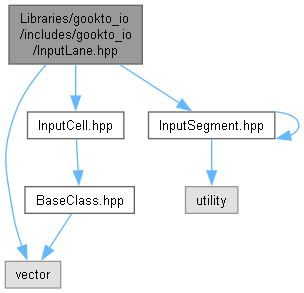 Libraries/gookto_io
/includes/gookto_io
/InputLane.hpp
InputCell.hpp
InputSegment.hpp
BaseClass.hpp
utility
vector